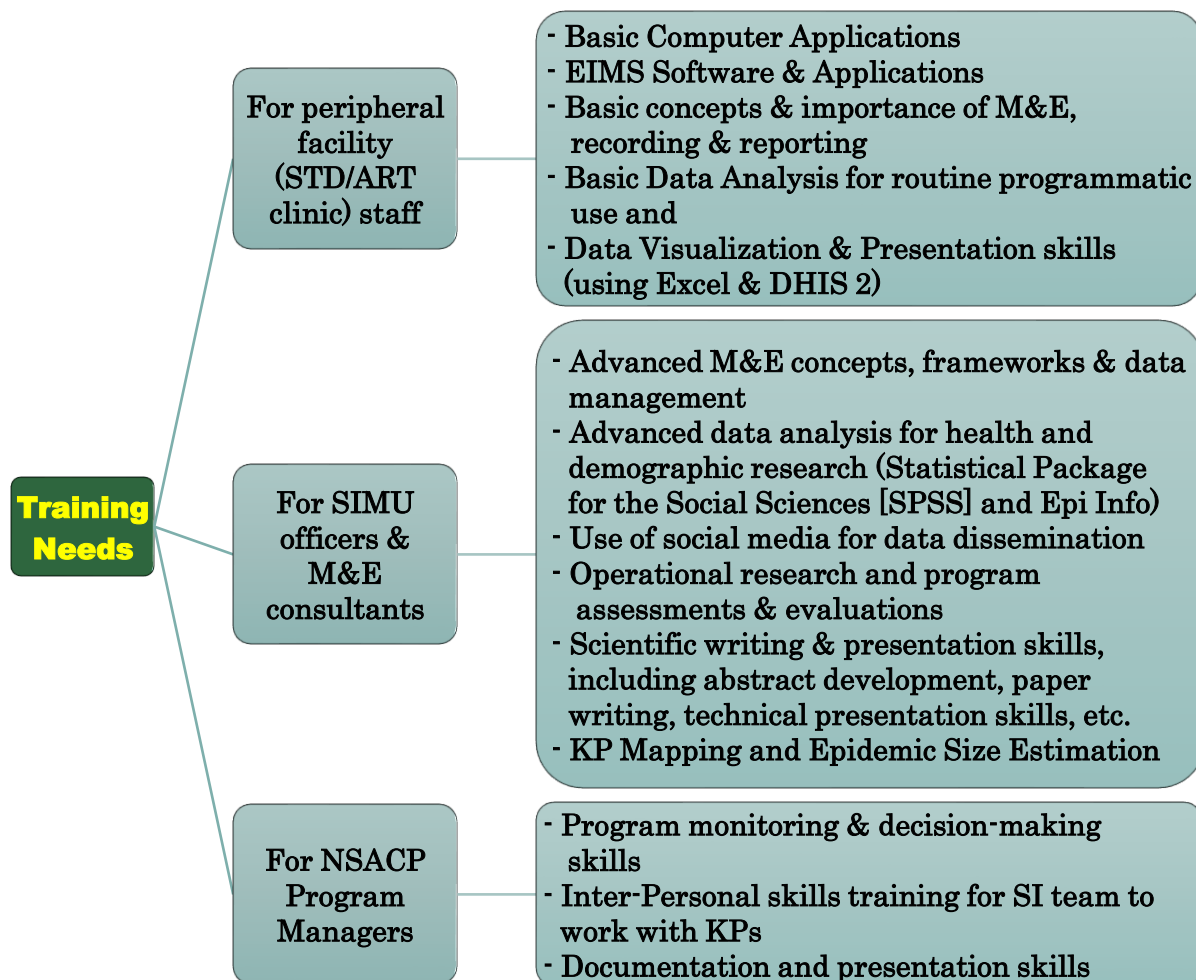 Training
Needs
For peripheral
facility
(STD/ART
clinic) staff
- Basic Computer Applications
- EIMS Software & Applications
- Basic concepts & importance of M&E,
recording & reporting
- Basic Data Analysis for routine programmatic
use and
- Data Visualization & Presentation skills
(using Excel & DHIS 2)
For SIMU
officers &
M&E
consultants
- Advanced M&E concepts, frameworks & data
management
- Advanced data analysis for health and
demographic research (Statistical Package
for the Social Sciences [SPSS] and Epi Info)
- Use of social media for data dissemination
- Operational research and program
assessments & evaluations
- Scientific writing & presentation skills,
including abstract development, paper
writing, technical presentation skills, etc.
- KP Mapping and Epidemic Size Estimation
For NSACP
Program
Managers
- Program monitoring & decision-making
skills
- Inter-Personal skills training for SI team to
work with KPs
- Documentation and presentation skills